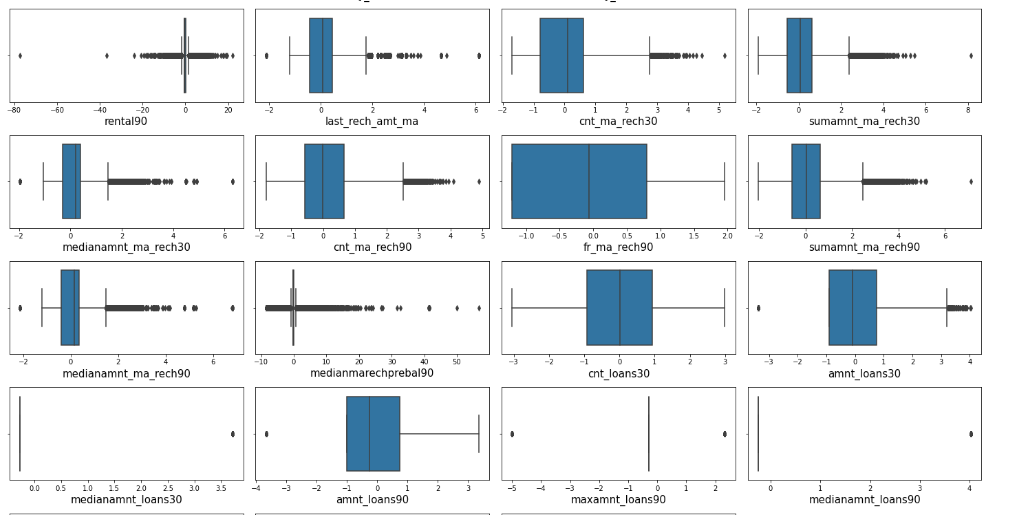 −80 −60 −40 −20 0 20
rental90
−2 0 2 4 6
last_rech_amt_ma
−2 −1 0 1 2 3 4 5
cnt_ma_rech30
−2 0 2 4 6 8
sumamnt_ma_rech30
−2 0 2 4 6
medianamnt_ma_rech30
−2 −1 0 1 2 3 4 5
cnt_ma_rech90
−1.0 −0.5 0.0 0.5 1.0 1.5 2.0
fr_ma_rech90
−2 0 2 4 6
sumamnt_ma_rech90
−2 0 2 4 6
medianamnt_ma_rech90
−10 0 10 20 30 40 50
medianmarechprebal90
−3 −2 −1 0 1 2 3
cnt_loans30
−3 −2 −1 0 1 2 3 4
amnt_loans30
0.0 0.5 1.0 1.5 2.0 2.5 3.0 3.5
medianamnt_loans30
−4 −3 −2 −1 0 1 2 3
amnt_loans90
−5 −4 −3 −2 −1 0 1 2
maxamnt_loans90
0 1 2 3 4
medianamnt_loans90